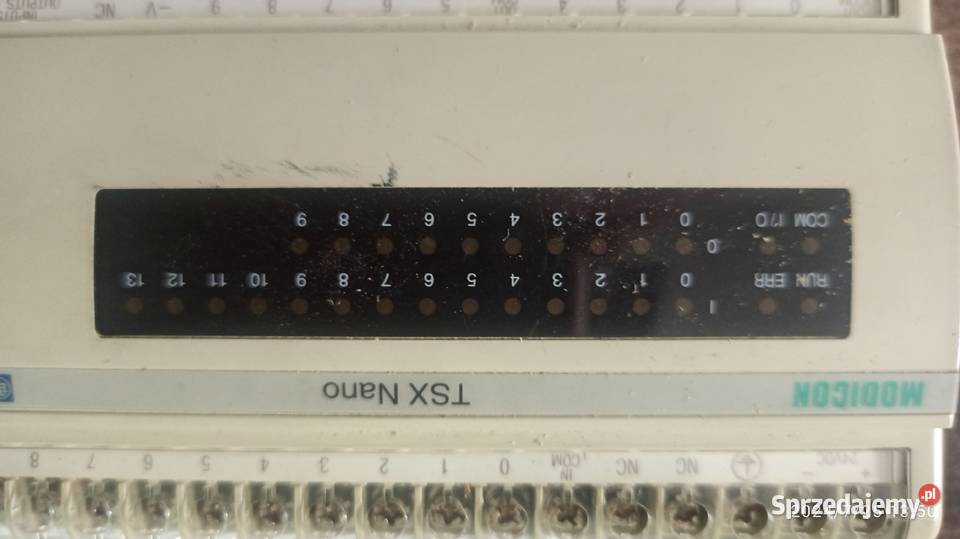 + 24VDC - NC NC IN COM 0 1 2 3 4 5 6 7 8
MODICON TSX Nano
I 0 1 2 3 4 5 6 7 8 9 10 11 12 13
RUN ERR
O 0 1 2 3 4 5 6 7 8 9
COM I/O
0 1 2 3 4 5 6 7 8 9 -V NC OUTPUTS
Sprzedajemy.pl